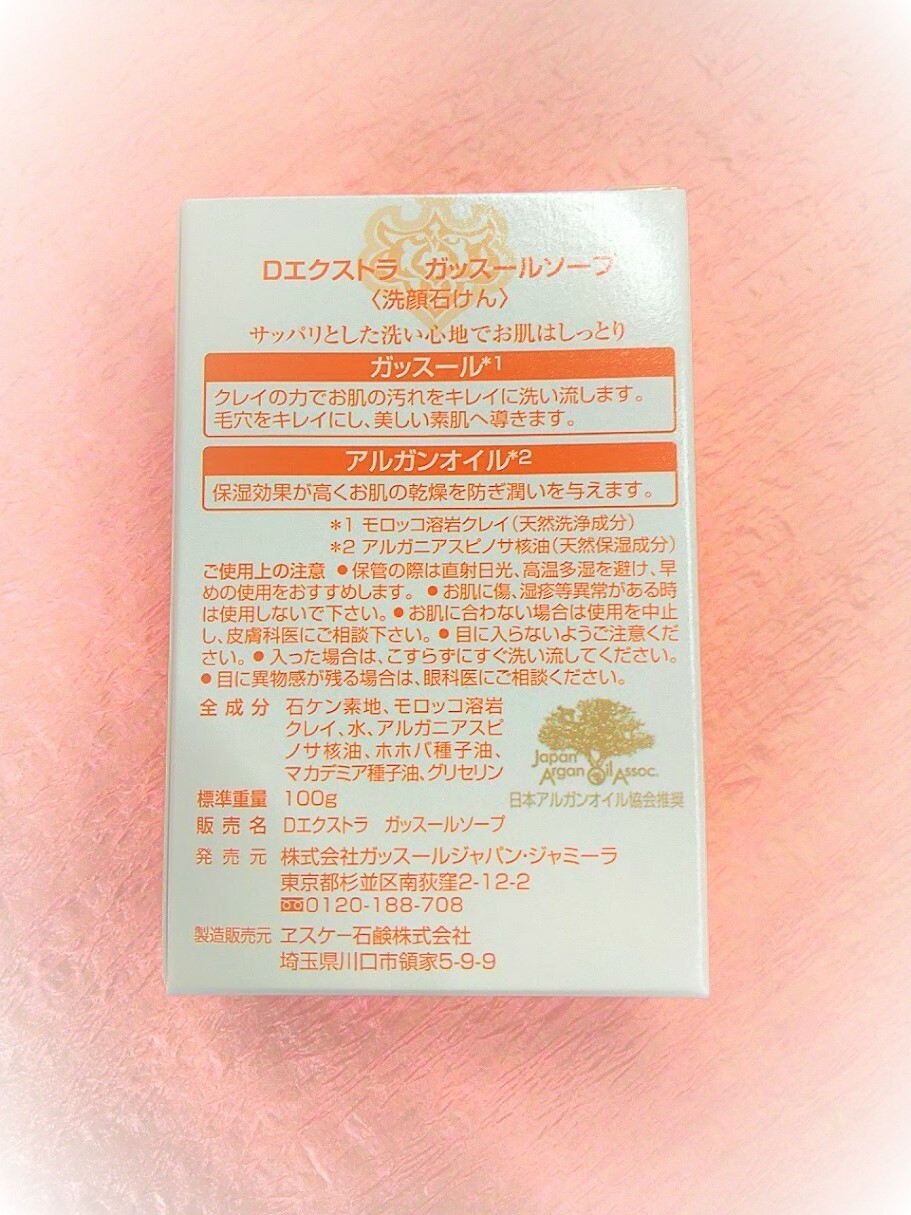 Dエクストラ　ガッスールソープ
〈洗顔石けん〉
サッパリとした洗い心地でお肌はしっとり
ガッスール*1
クレイの力でお肌の汚れをキレイに洗い流します。
毛穴をキレイにし、美しい素肌へ導きます。
アルガンオイル*2
保湿効果が高くお肌の乾燥を防ぎ潤いを与えます。
*1 モロッコ溶岩クレイ(天然洗浄成分)
*2 アルガニアスピノサ核油(天然保湿成分)
ご使用上の注意 ●保管の際は直射日光、高温多湿を避け、早
めの使用をおすすめします。 ●お肌に傷、湿疹等異常がある時
は使用しないで下さい。●お肌に合わない場合は使用を中止
し、皮膚科医にご相談下さい。●目に入らないようご注意くだ
さい。●入った場合は、こすらずにすぐ洗い流してください。
●目に異物感が残る場合は、眼科医にご相談ください。
全成分 石ケン素地、モロッコ溶岩
クレイ、水、アルガニアスピ
ノサ核油、ホホバ種子油、
マカデミア種子油、グリセリン
Japan
Argan Oil Assoc.
日本アルガンオイル協会推奨
標準重量 100g
販売名 Dエクストラ　ガッスールソープ
発売元 株式会社ガッスールジャパン・ジャミーラ
東京都杉並区南荻窪2-12-2
0120-188-708
製造販売元 ヱスケー石鹸株式会社
埼玉県川口市領家5-9-9